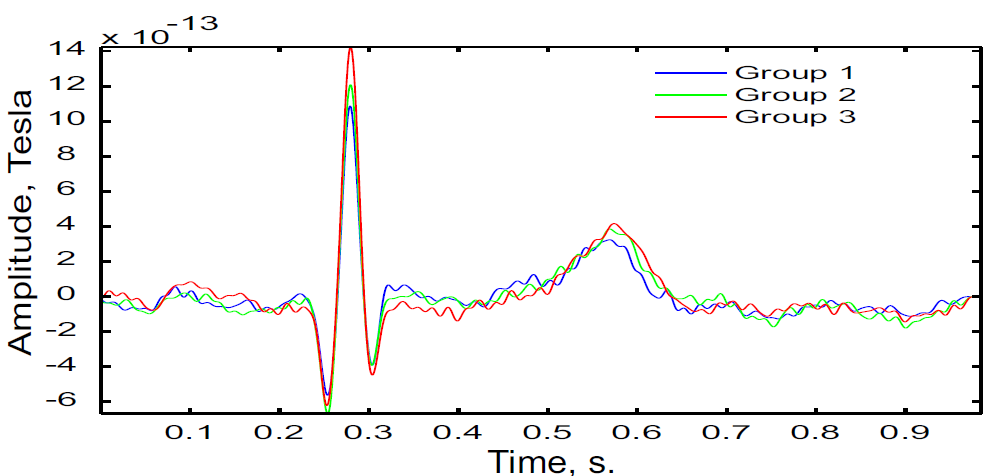 x 10^-13
14
12
10
8
6
4
2
0
-2
-4
-6
Amplitude, Tesla
Group 1
Group 2
Group 3
0.1 0.2 0.3 0.4 0.5 0.6 0.7 0.8 0.9
Time, s.